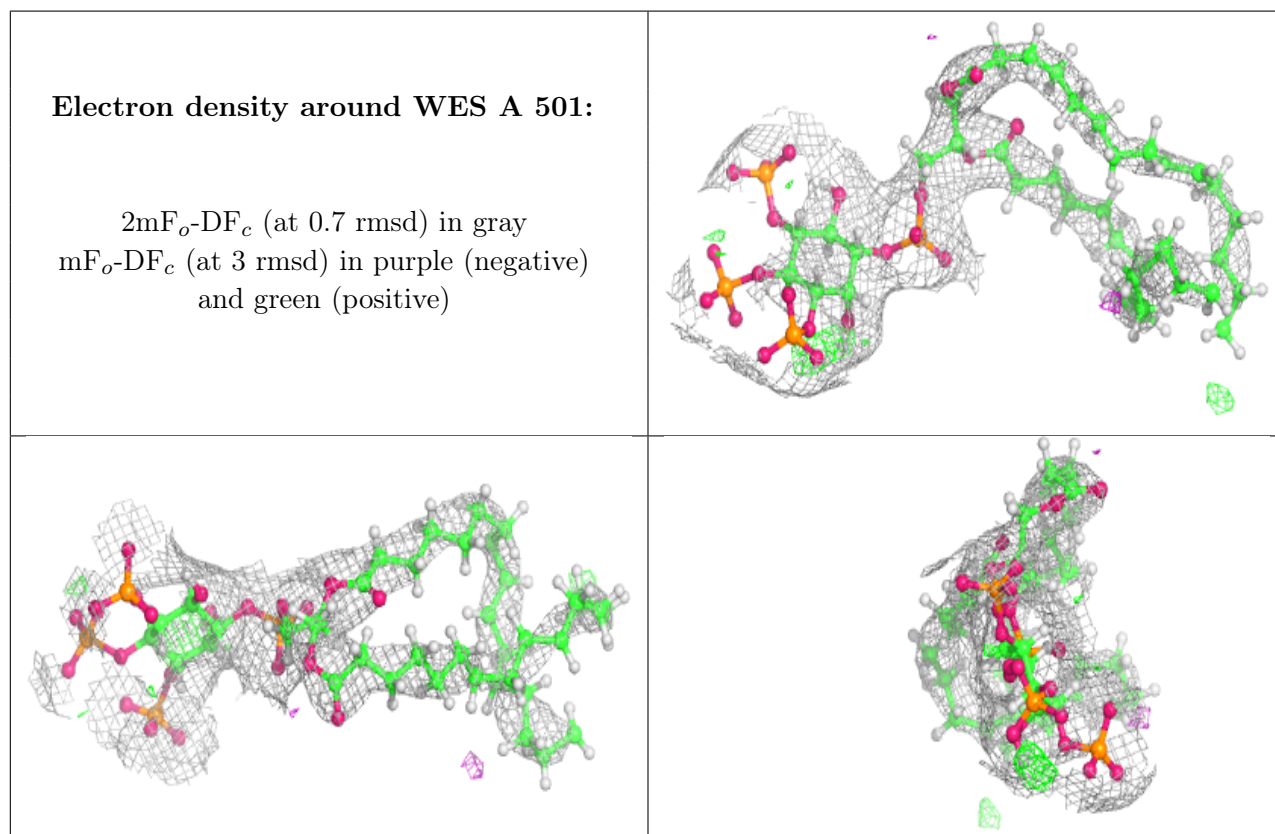 Electron density around WES A 501:
2mFo-DFc (at 0.7 rmsd) in gray
mFo-DFc (at 3 rmsd) in purple (negative)
and green (positive)